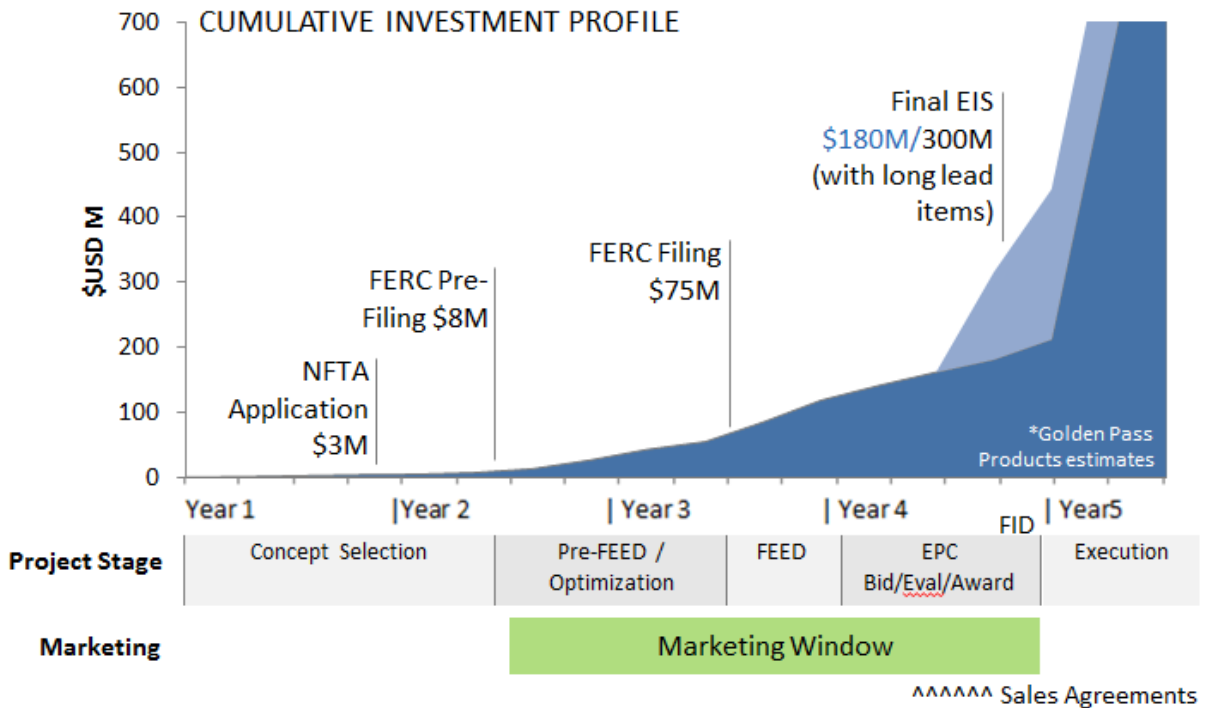 CUMULATIVE INVESTMENT PROFILE
700
600
500
400
300
200
100
0
$USD M
NFTA
Application
$3M
FERC Pre-
Filing $8M
FERC Filing
$75M
Final EIS
$180M/300M
(with long lead
items)
*Golden Pass
Products estimates
Year 1 |Year 2 | Year 3 | Year 4 | Year5
FID
Project Stage
Concept Selection
Pre-FEED /
Optimization
FEED
EPC
Bid/Eval/Award
Execution
Marketing
Marketing Window
^^^^^^ Sales Agreements